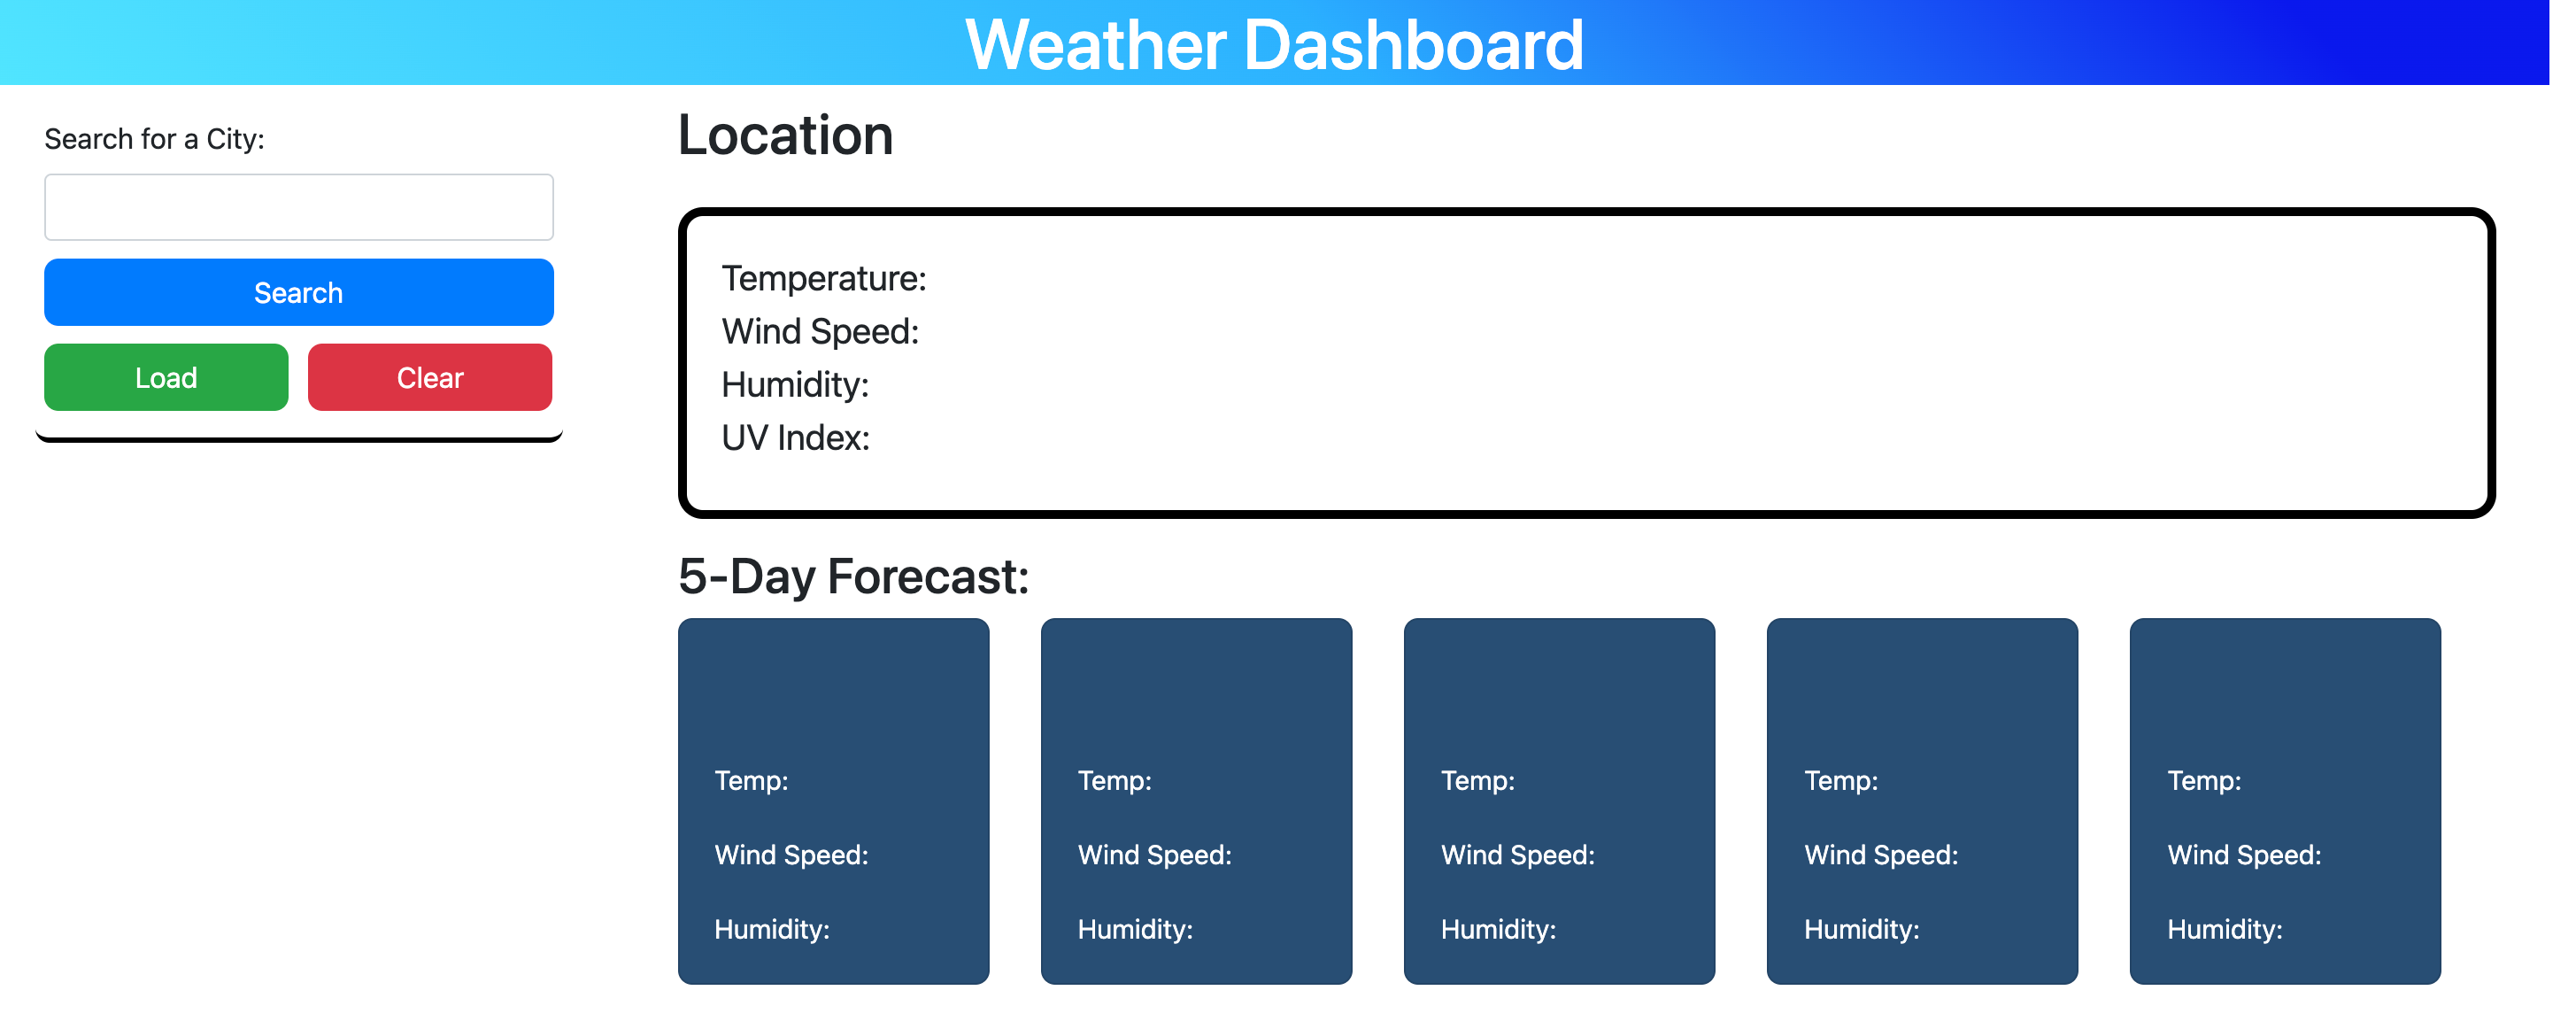 Weather Dashboard
Search for a City:
Search
Load
Clear
Location
Temperature:
Wind Speed:
Humidity:
UV Index:
5-Day Forecast:
Temp:
Wind Speed:
Humidity:
Temp:
Wind Speed:
Humidity:
Temp:
Wind Speed:
Humidity:
Temp:
Wind Speed:
Humidity:
Temp:
Wind Speed:
Humidity: